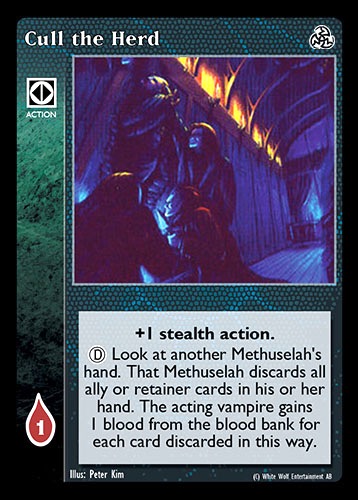 Cull the Herd
ACTION
+1 stealth action.
Ⓓ Look at another Methuselah's
hand. That Methuselah discards all
ally or retainer cards in his or her
hand. The acting vampire gains
1 blood from the blood bank for
each card discarded in this way.
1
Illus: Peter Kim
(C) White Wolf Entertainment AB